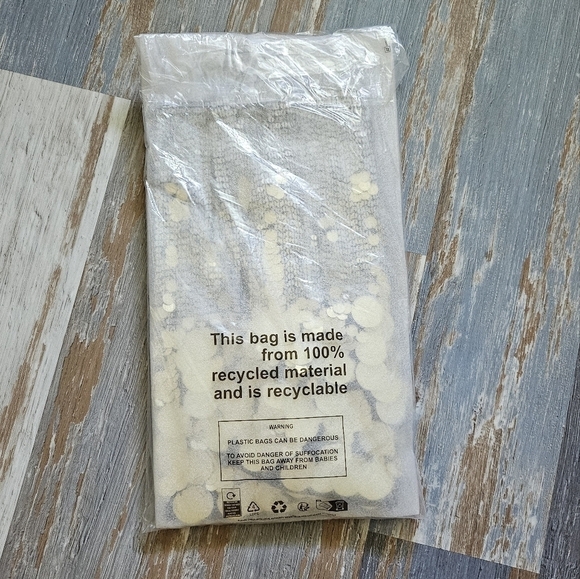 This bag is made
from 100%
recycled material
and is recyclable
WARNING
PLASTIC BAGS CAN BE DANGEROUS
TO AVOID DANGER OF SUFFOCATION
KEEP THIS BAG AWAY FROM BABIES
AND CHILDREN